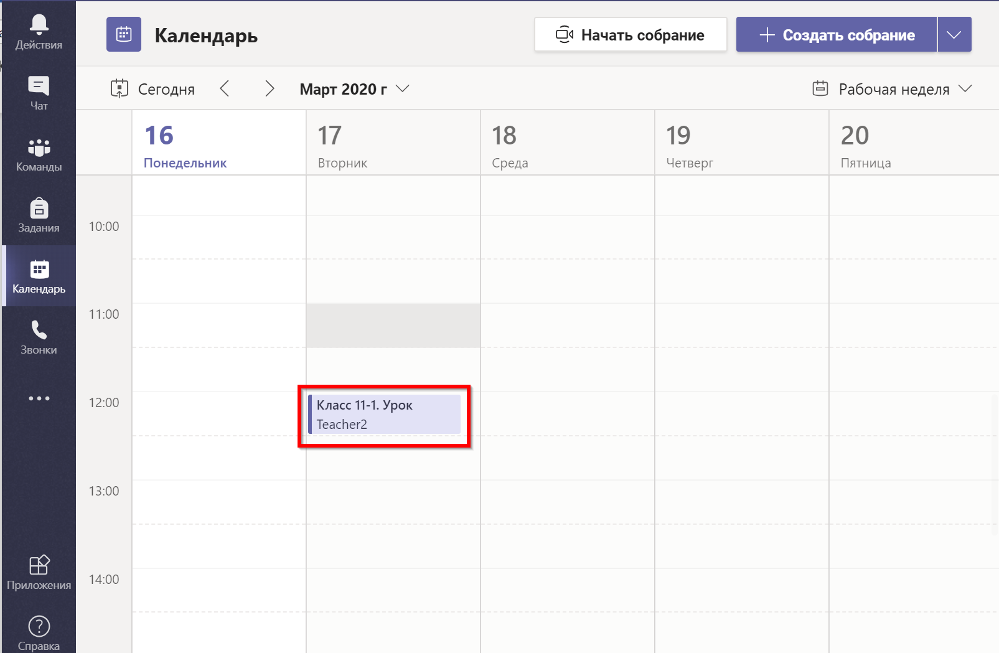 Действия
Чат
Команды
Задания
Календарь
Звонки
Приложения
Справка
Календарь
Начать собрание
Создать собрание
Сегодня
Март 2020 г
Рабочая неделя
16
Понедельник
17
Вторник
18
Среда
19
Четверг
20
Пятница
10:00
11:00
12:00
13:00
14:00
Класс 11-1. Урок
Teacher2